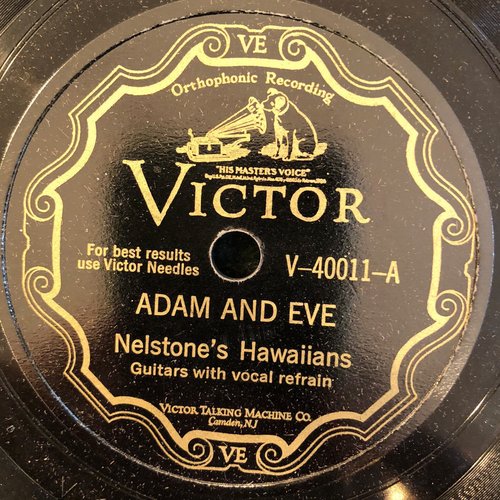 VE
Orthophonic Recording
"HIS MASTER'S VOICE"
VICTOR
For best results
use Victor Needles
V-40011-A
ADAM AND EVE
Nelstone's Hawaiians
Guitars with vocal refrain
VICTOR TALKING MACHINE CO.
Camden, NJ
VE